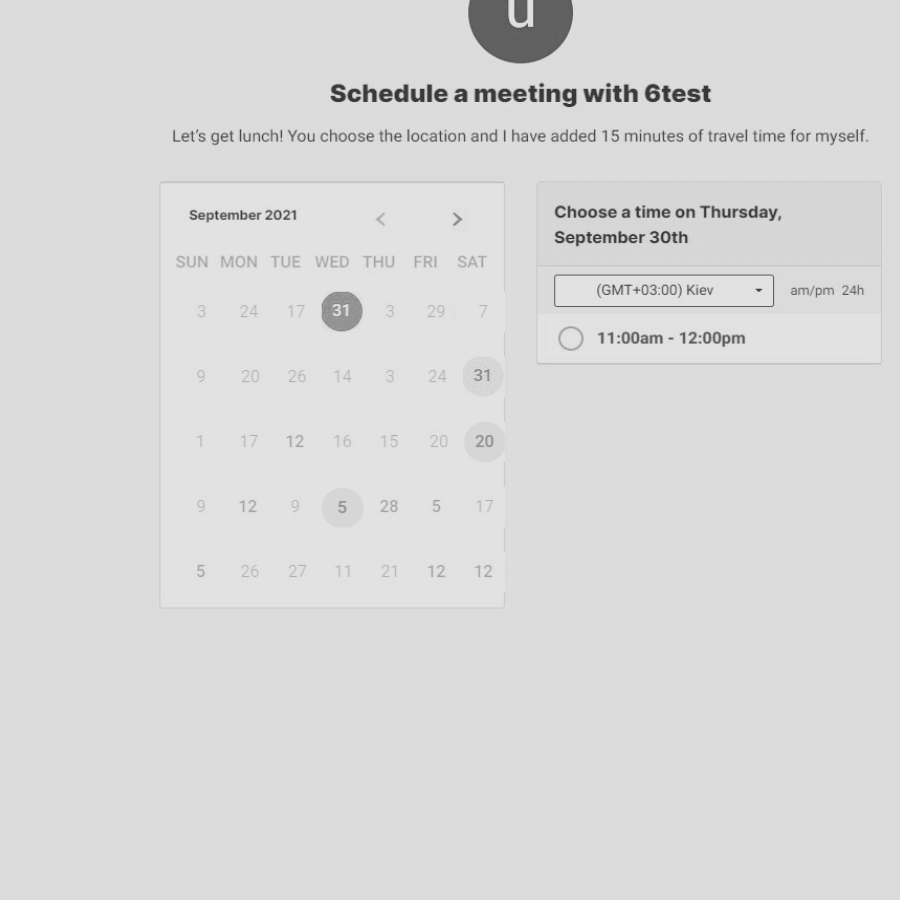 u
Schedule a meeting with 6test
Let's get lunch! You choose the location and I have added 15 minutes of travel time for myself.
September 2021 < >
SUN MON TUE WED THU FRI SAT
3 24 17 31 3 29 7
9 20 26 14 3 24 31
1 17 12 16 15 20 20
9 12 9 5 28 5 17
5 26 27 11 21 12 12
Choose a time on Thursday,
September 30th
(GMT+03:00) Kiev am/pm 24h
11:00am - 12:00pm